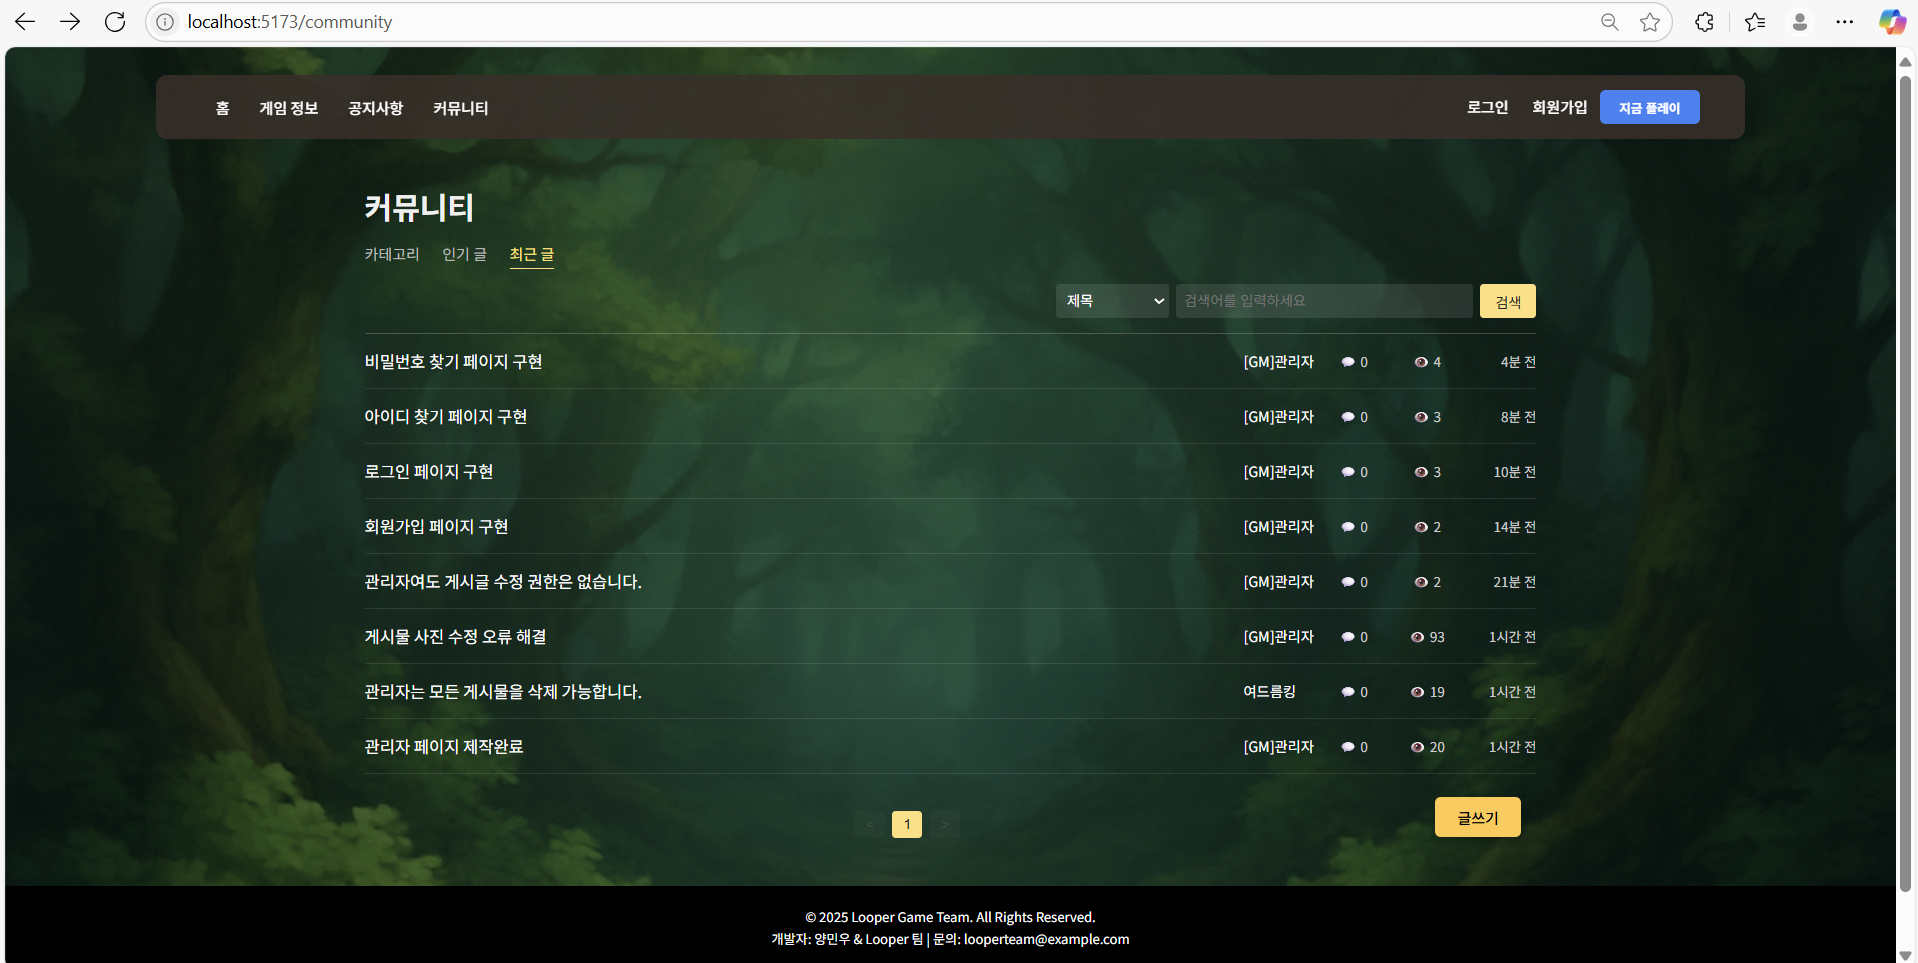 localhost:5173/community
홈 게임 정보 공지사항 커뮤니티 로그인 회원가입 지금 플레이
커뮤니티
카테고리 인기 글 최근 글
제목 검색어를 입력하세요 검색
비밀번호 찾기 페이지 구현 [GM]관리자 0 4 4분 전
아이디 찾기 페이지 구현 [GM]관리자 0 3 8분 전
로그인 페이지 구현 [GM]관리자 0 3 10분 전
회원가입 페이지 구현 [GM]관리자 0 2 14분 전
관리자여도 게시글 수정 권한은 없습니다. [GM]관리자 0 2 21분 전
게시물 사진 수정 오류 해결 [GM]관리자 0 93 1시간 전
관리자는 모든 게시물을 삭제 가능합니다. 여드름킹 0 19 1시간 전
관리자 페이지 제작완료 [GM]관리자 0 20 1시간 전
< 1 > 글쓰기
© 2025 Looper Game Team. All Rights Reserved.
개발자: 양민우 & Looper 팀 | 문의: looperteam@example.com